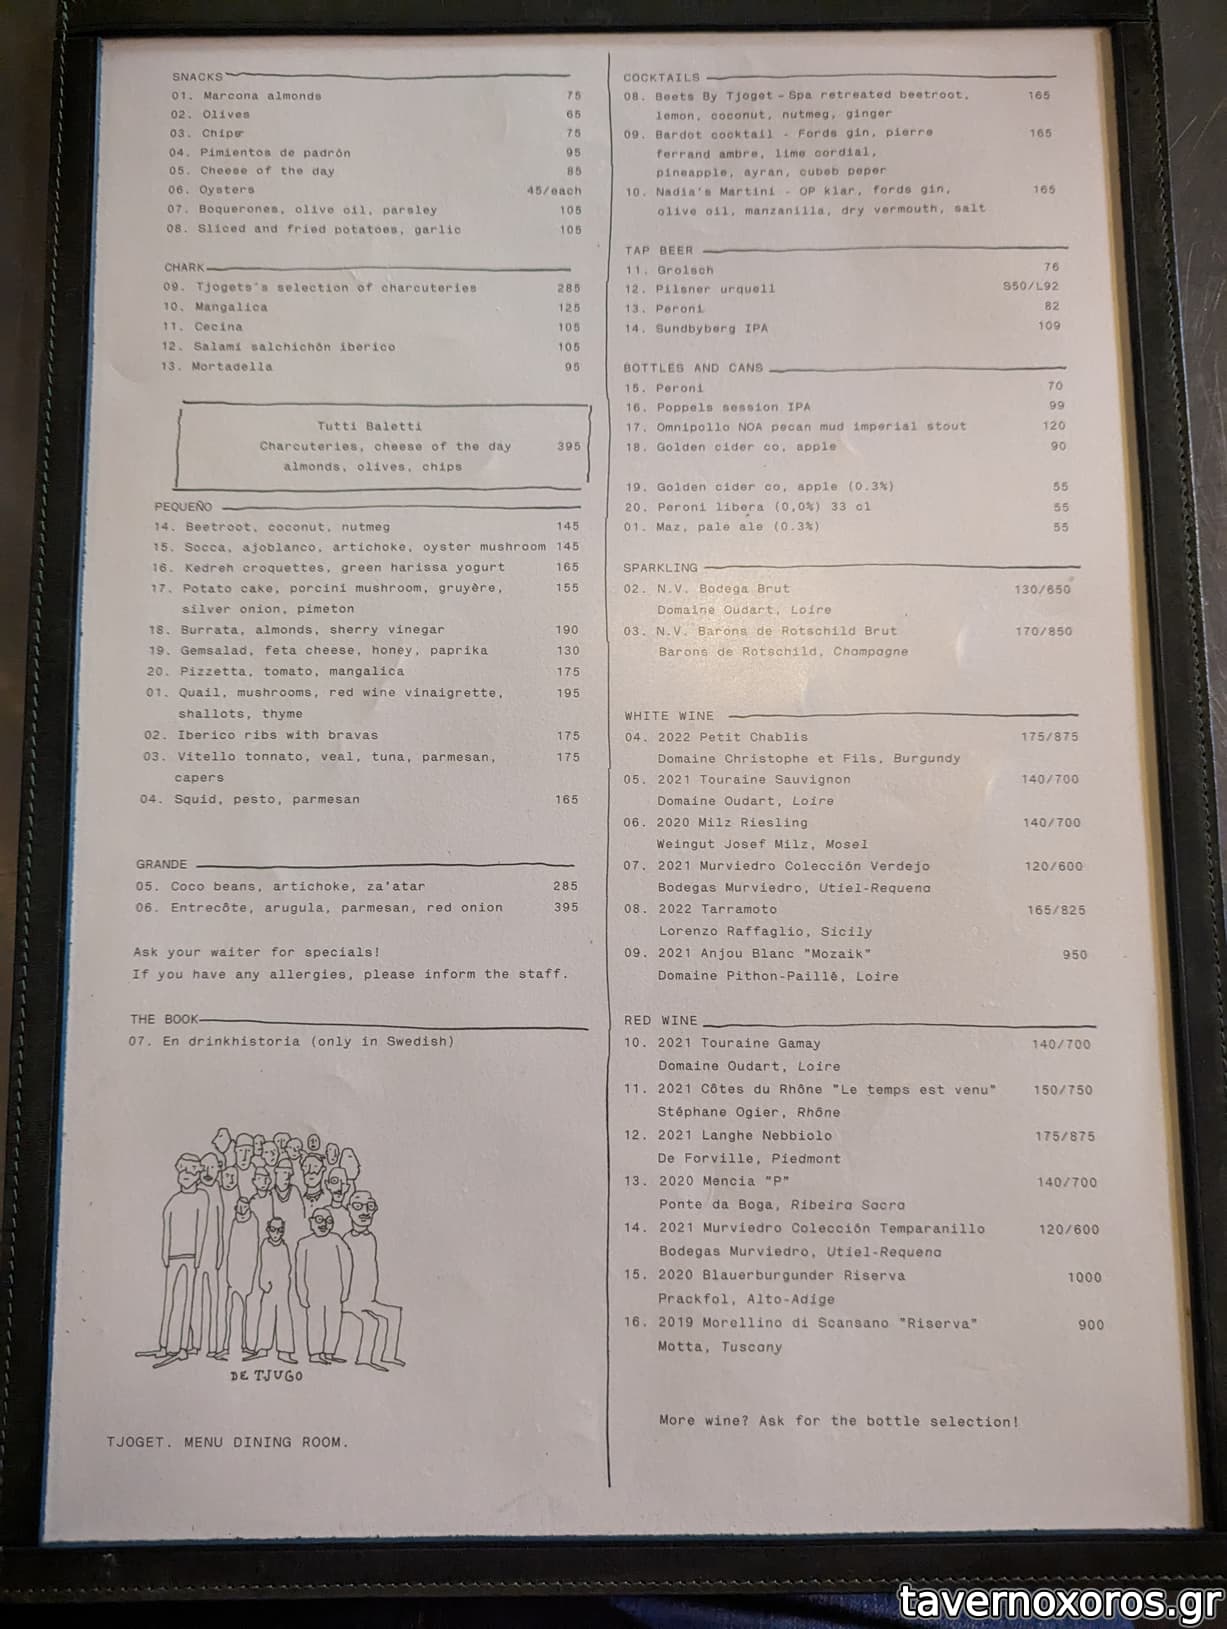 SNACKS
01. Marcona almonds 75
02. Olives 65
03. Chips 75
04. Pimientos de padrón 95
05. Cheese of the day 85
06. Oysters 45/each
07. Boquerones, olive oil, parsley 105
08. Sliced and fried potatoes, garlic 105
CHARK
09. Tjogets's selection of charcuteries 285
10. Mangalica 125
11. Cecina 105
12. Salami salchichón iberico 105
13. Mortadella 95
Tutti Baletti
Charcuteries, cheese of the day 395
almonds, olives, chips
PEQUEÑO
14. Beetroot, coconut, nutmeg 145
15. Socca, ajoblanco, artichoke, oyster mushroom 145
16. Kedreh croquettes, green harissa yogurt 165
17. Potato cake, porcini mushroom, gruyère, 155
silver onion, pimeton
18. Burrata, almonds, sherry vinegar 190
19. Gemsalad, feta cheese, honey, paprika 130
20. Pizzetta, tomato, mangalica 175
01. Quail, mushrooms, red wine vinaigrette, 195
shallots, thyme
02. Iberico ribs with bravas 175
03. Vitello tonnato, veal, tuna, parmesan, 175
capers
04. Squid, pesto, parmesan 165
GRANDE
05. Coco beans, artichoke, za'atar 285
06. Entrecôte, arugula, parmesan, red onion 395
Ask your waiter for specials!
If you have any allergies, please inform the staff.
THE BOOK
07. En drinkhistoria (only in Swedish)
DE TJUGO
TJOGET. MENU DINING ROOM.
COCKTAILS
08. Beets By Tjoget - Spa retreated beetroot, 165
lemon, coconut, nutmeg, ginger
09. Bardot cocktail - Fords gin, pierre 165
ferrand ambre, lime cordial,
pineapple, ayran, cubeb peper
10. Nadia's Martini - OP klar, fords gin, 165
olive oil, manzanilla, dry vermouth, salt
TAP BEER
11. Grolsch 76
12. Pilsner urquell S50/L92
13. Peroni 82
14. Sundbyberg IPA 109
BOTTLES AND CANS
15. Peroni 70
16. Poppels session IPA 99
17. Omnipollo NOA pecan mud imperial stout 120
18. Golden cider co, apple 90
19. Golden cider co, apple (0.3%) 55
20. Peroni libera (0,0%) 33 cl 55
01. Maz, pale ale (0.3%) 55
SPARKLING
02. N.V. Bodega Brut 130/650
Domaine Oudart, Loire
03. N.V. Barons de Rotschild Brut 170/850
Barons de Rotschild, Champagne
WHITE WINE
04. 2022 Petit Chablis 175/875
Domaine Christophe et Fils, Burgundy
05. 2021 Touraine Sauvignon 140/700
Domaine Oudart, Loire
06. 2020 Milz Riesling 140/700
Weingut Josef Milz, Mosel
07. 2021 Murviedro Colección Verdejo 120/600
Bodegas Murviedro, Utiel-Requena
08. 2022 Tarramoto 165/825
Lorenzo Raffaglio, Sicily
09. 2021 Anjou Blanc "Mozaik" 950
Domaine Pithon-Paillé, Loire
RED WINE
10. 2021 Touraine Gamay 140/700
Domaine Oudart, Loire
11. 2021 Côtes du Rhône "Le temps est venu" 150/750
Stéphane Ogier, Rhône
12. 2021 Langhe Nebbiolo 175/875
De Forville, Piedmont
13. 2020 Mencia "P" 140/700
Ponte da Boga, Ribeira Sacra
14. 2021 Murviedro Colección Temparanillo 120/600
Bodegas Murviedro, Utiel-Requena
15. 2020 Blauerburgunder Riserva 1000
Prackfol, Alto-Adige
16. 2019 Morellino di Scansano "Riserva" 900
Motta, Tuscany
More wine? Ask for the bottle selection!
tavernoxoros.gr